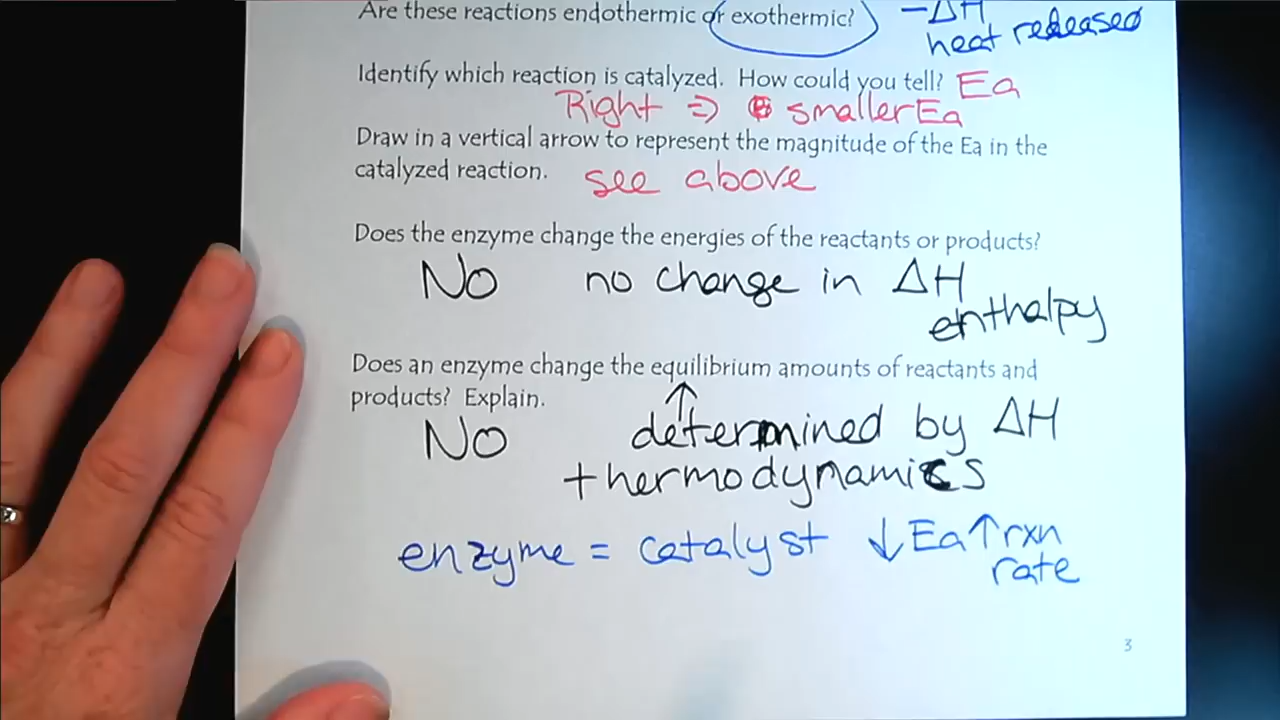 Are these reactions endothermic or exothermic? -ΔH
heat released
Identify which reaction is catalyzed. How could you tell? Ea
Right ⇒ smaller Ea
Draw in a vertical arrow to represent the magnitude of the Ea in the
catalyzed reaction. see above
Does the enzyme change the energies of the reactants or products?
No no change in ΔH
enthalpy
Does an enzyme change the equilibrium amounts of reactants and
products? Explain. ↑
No determined by ΔH
+thermodynamics
enzyme = catalyst ↓Ea↑rxn
rate
3